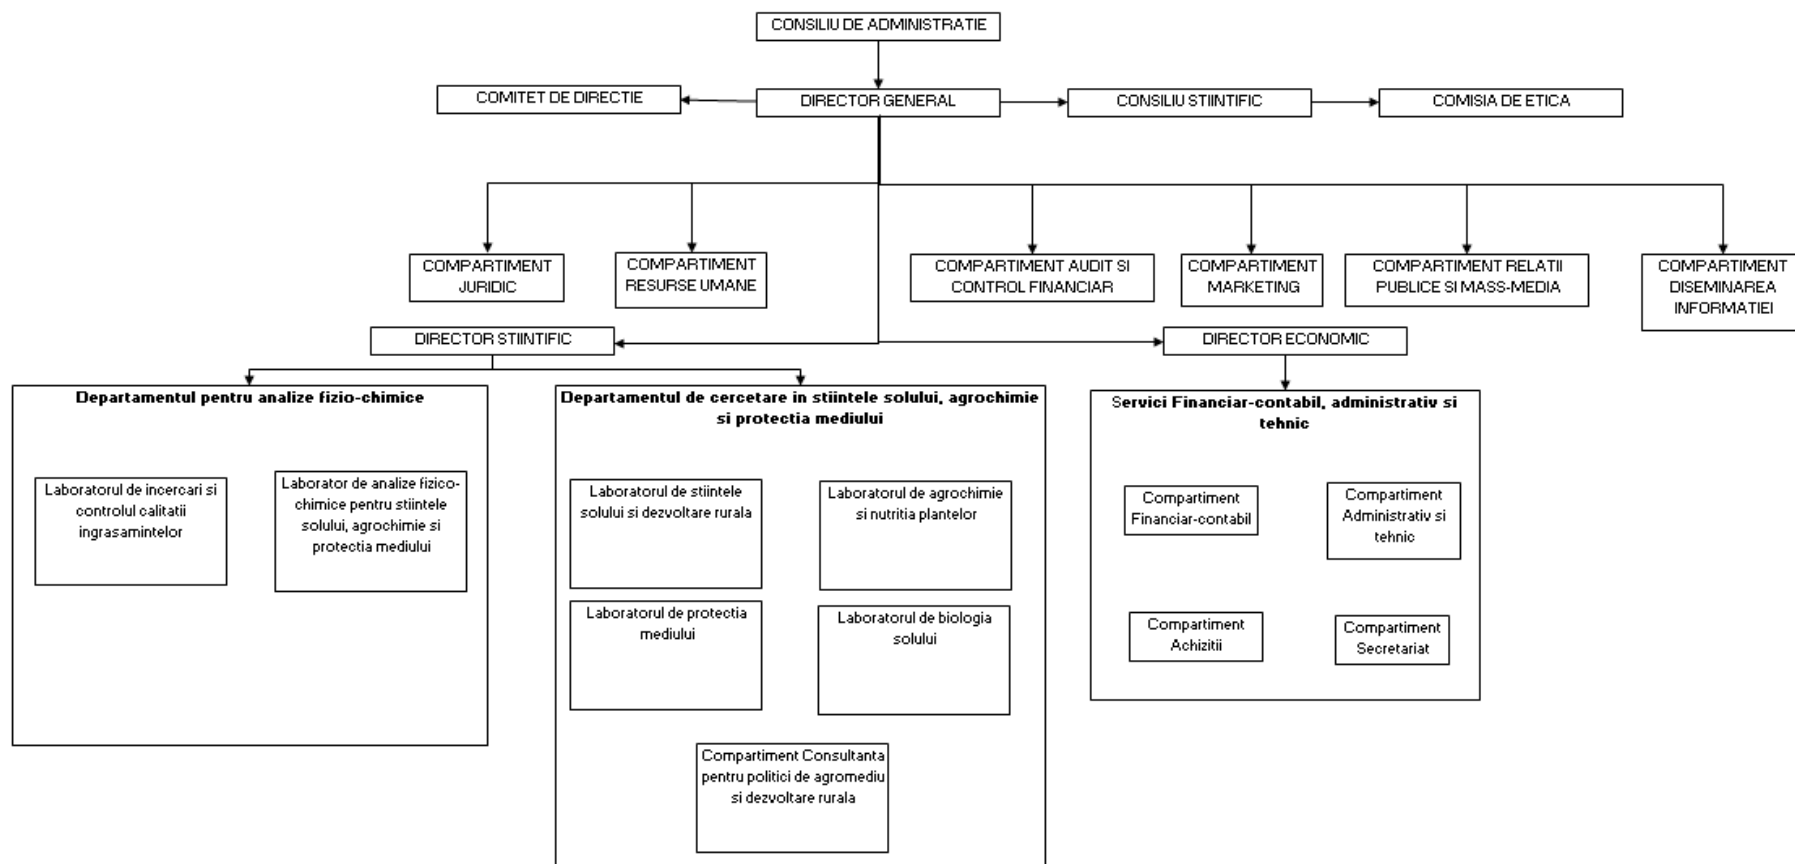 CONSILIU DE ADMINISTRATIE
COMITET DE DIRECTIE
DIRECTOR GENERAL
CONSILIU STIINTIFIC
COMISIA DE ETICA
COMPARTIMENT
JURIDIC
COMPARTIMENT
RESURSE UMANE
COMPARTIMENT AUDIT SI
CONTROL FINANCIAR
COMPARTIMENT
MARKETING
COMPARTIMENT RELATII
PUBLICE SI MASS-MEDIA
COMPARTIMENT
DISEMINAREA
INFORMATIEI
DIRECTOR STIINTIFIC
DIRECTOR ECONOMIC
Departamentul pentru analize fizio-chimice
Laboratorul de incercari si
controlul calitatii
ingrasamintelor
Laborator de analize fizico-
chimice pentru stiintele
solului, agrochimie si
protectia mediului
Departamentul de cercetare in stiintele solului, agrochimie
si protectia mediului
Laboratorul de stiintele
solului si dezvoltare rurala
Laboratorul de agrochimie
si nutritia plantelor
Laboratorul de protectia
mediului
Laboratorul de biologia
solului
Compartiment Consultanta
pentru politici de agromediu
si dezvoltare rurala
Servici Financiar-contabil, administrativ si
tehnic
Compartiment
Financiar-contabil
Compartiment
Administrativ si
tehnic
Compartiment
Achizitii
Compartiment
Secretariat